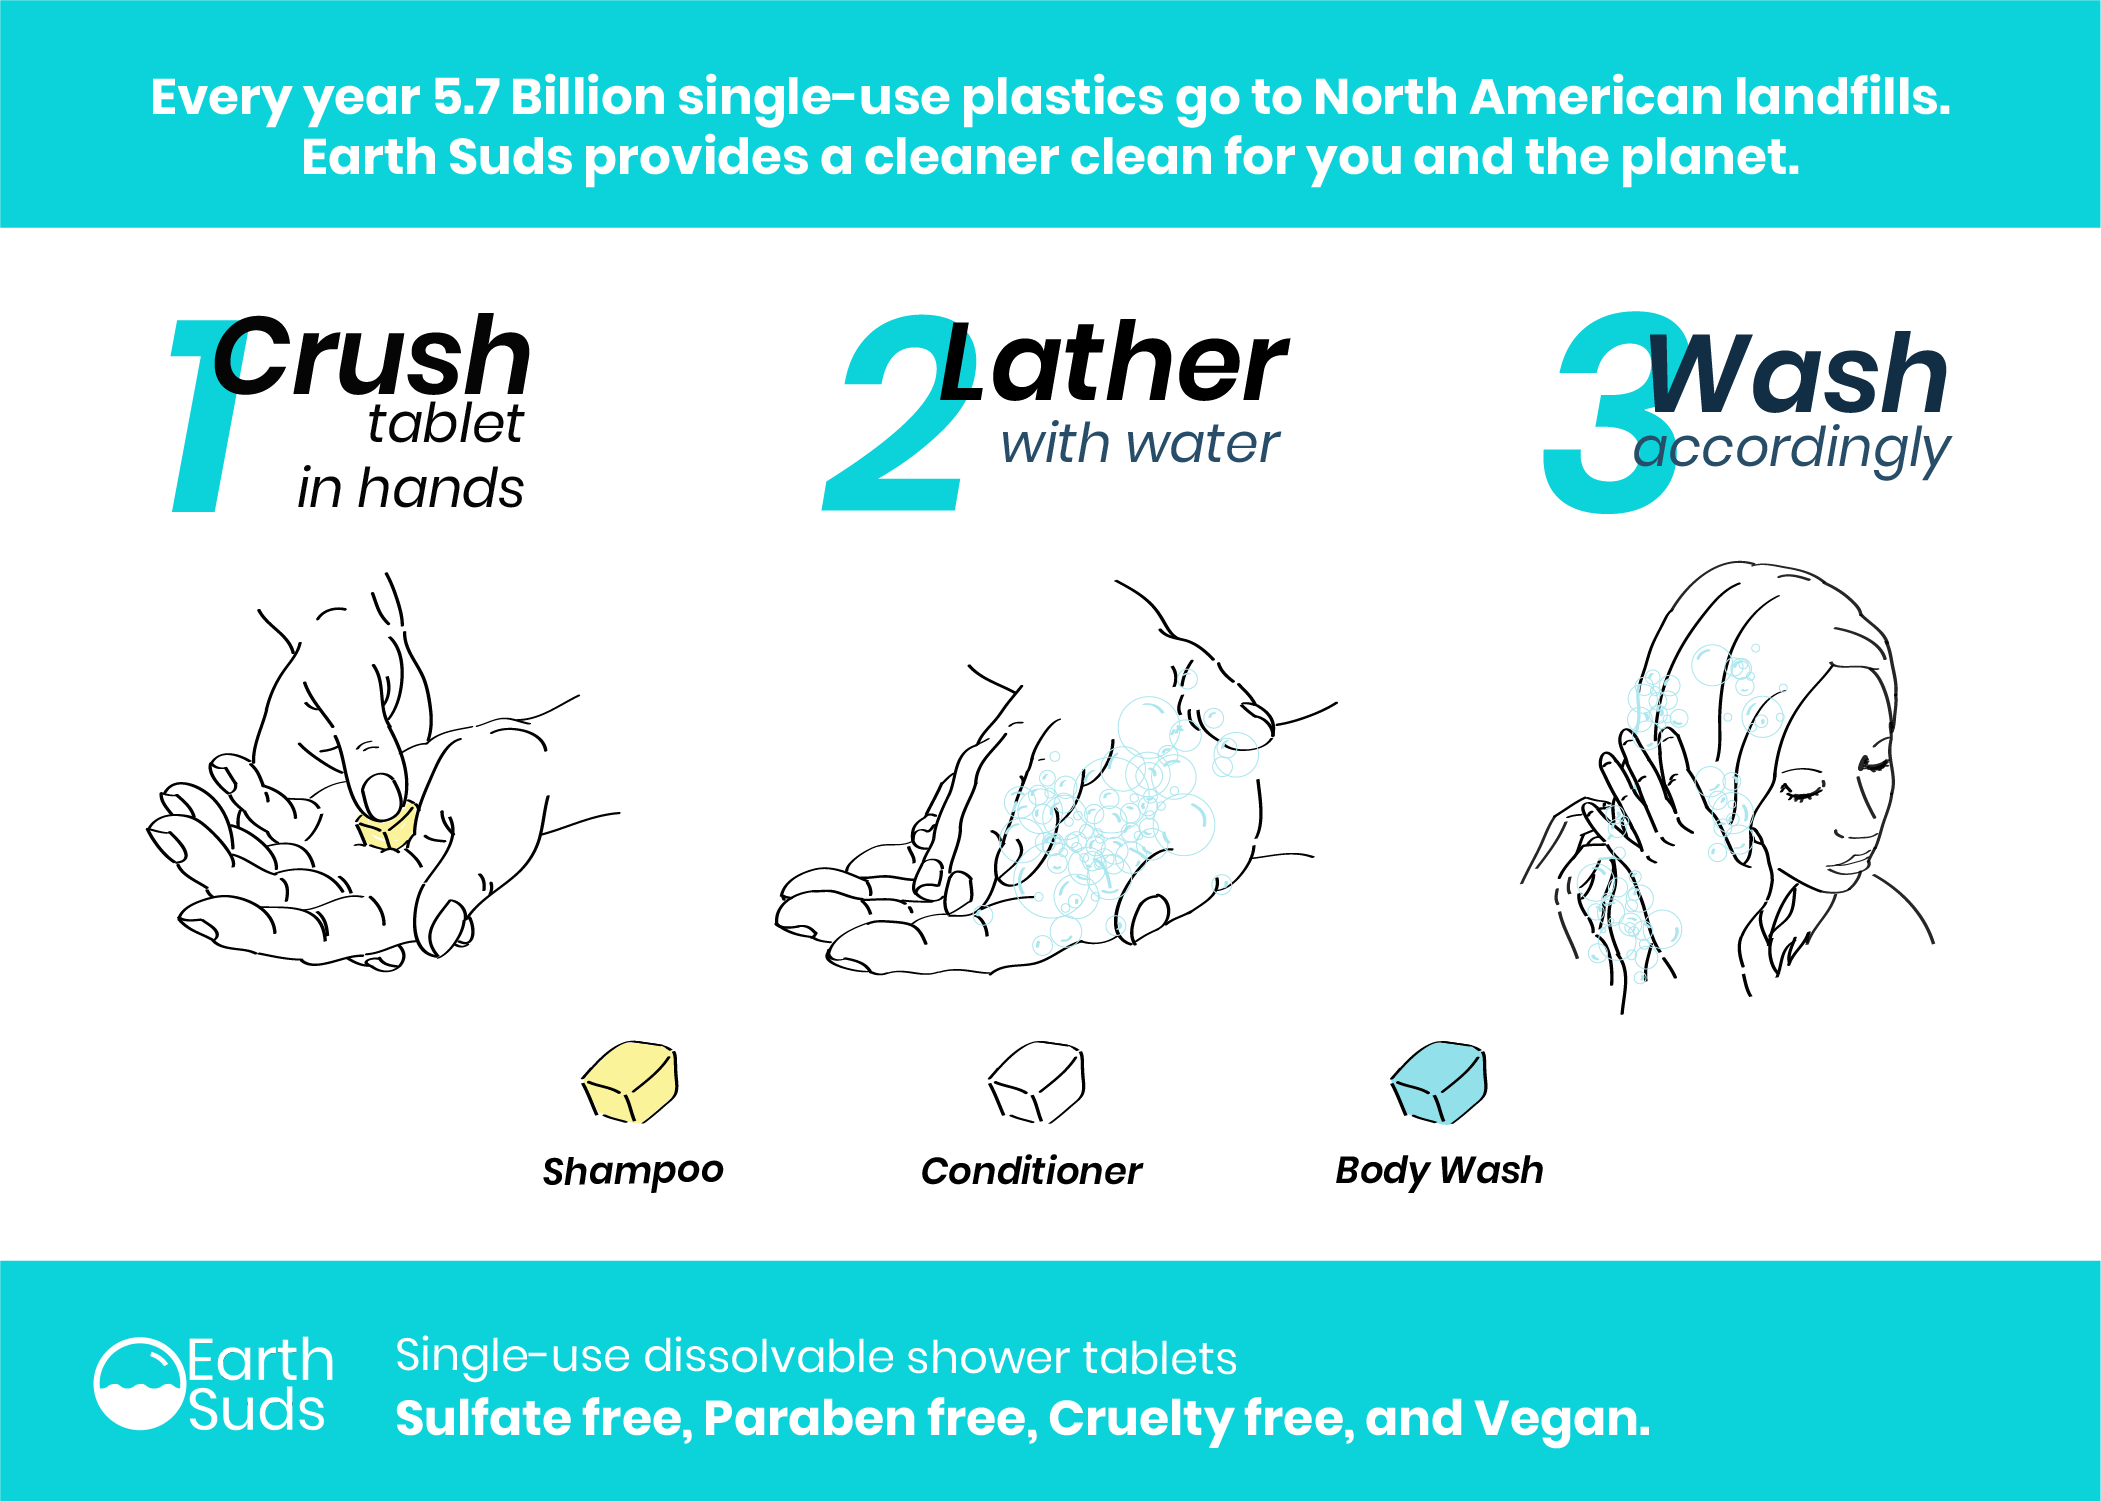 Every year 5.7 Billion single-use plastics go to North American landfills.
Earth Suds provides a cleaner clean for you and the planet.
1 Crush
tablet
in hands
2 Lather
with water
3 Wash
accordingly
Shampoo
Conditioner
Body Wash
Earth
Suds
Single-use dissolvable shower tablets
Sulfate free, Paraben free, Cruelty free, and Vegan.